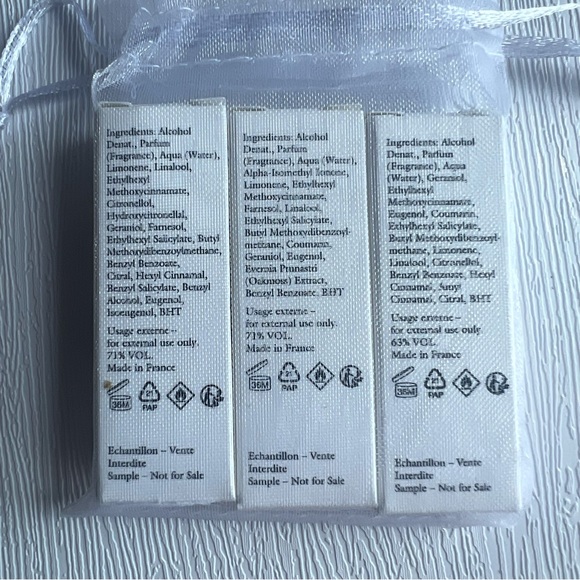 Ingredients: Alcohol
Denat., Parfum
(Fragrance), Aqua (Water),
Limonene, Linalool,
Ethylhexyl
Methoxycinnamate,
Citronellol,
Hydroxycitronellal,
Geraniol, Farnesol,
Ethylhexyl Salicylate, Butyl
Methoxydibenzoylmethane,
Benzyl Benzoate,
Citral, Hexyl Cinnamal,
Benzyl Salicylate, Benzyl
Alcohol, Eugenol,
Isoeugenol, BHT
Usage externe –
for external use only.
71% VOL.
Made in France
36M
21
PAP
Echantillon – Vente
Interdite
Sample – Not for Sale
Ingredients: Alcohol
Denat., Parfum
(Fragrance), Aqua (Water),
Alpha-Isomethyl Ionone,
Limonene, Ethylhexyl
Methoxycinnamate,
Farnesol, Linalool,
Ethylhexyl Salicylate,
Butyl Methoxydibenzoyl-
methane, Coumarin,
Geraniol, Eugenol,
Evernia Prunastri
(Oakmoss) Extract,
Benzyl Benzoate, BHT
Usage externe –
for external use only.
71% VOL.
Made in France
36M
21
PAP
Echantillon – Vente
Interdite
Sample – Not for Sale
Ingredients: Alcohol
Denat., Parfum
(Fragrance), Aqua
(Water), Geraniol,
Ethylhexyl
Methoxycinnamate,
Eugenol, Coumarin,
Ethylhexyl Salicylate,
Butyl Methoxydibenzoyl-
methane, Limonene,
Linalool, Citronellol,
Benzyl Benzoate, Hexyl
Cinnamal, Amyl
Cinnamal, Citral, BHT
Usage externe –
for external use only.
63% VOL.
Made in France
36M
21
PAP
Echantillon – Vente
Interdite
Sample – Not for Sale